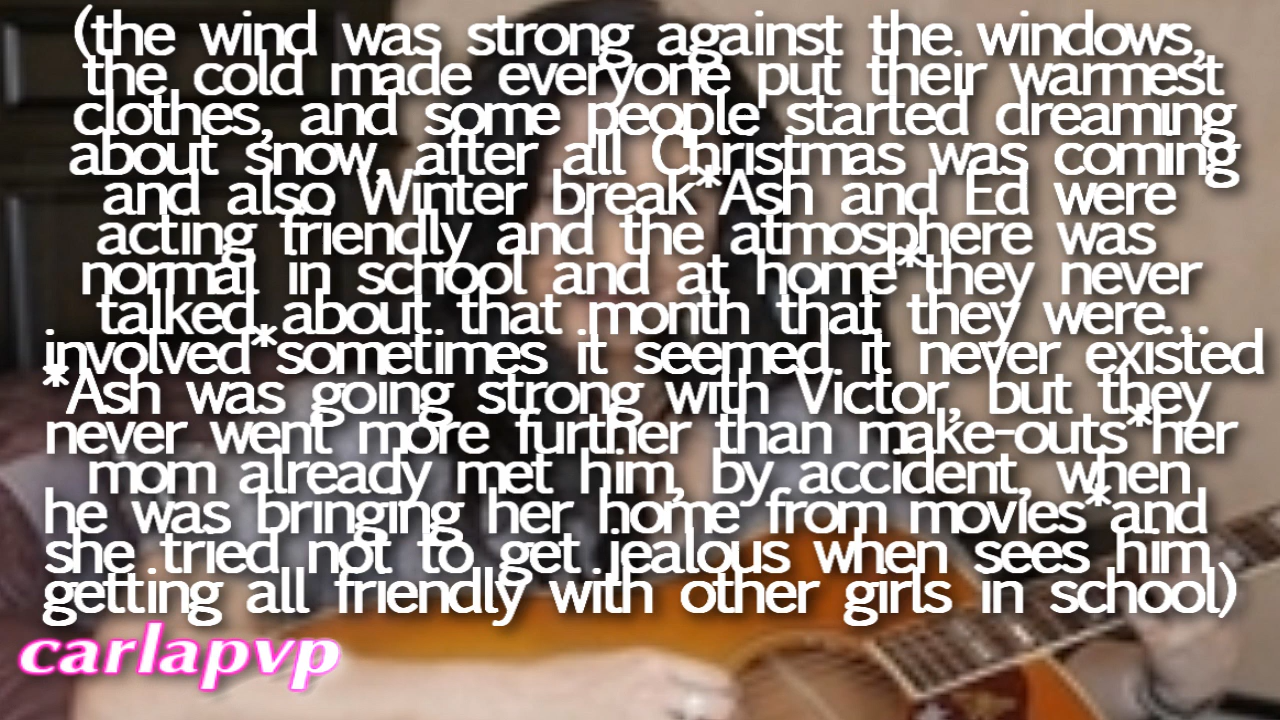 (the wind was strong against the windows,
the cold made everyone put their warmest
clothes, and some people started dreaming
about snow, after all Christmas was coming
and also Winter break*Ash and Ed were
acting friendly and the atmosphere was
normal in school and at home*they never
talked about that month that they were...
involved*sometimes it seemed it never existed
*Ash was going strong with Victor, but they
never went more further than make-outs*her
mom already met him, by accident, when
he was bringing her home from movies*and
she tried not to get jealous when sees him
getting all friendly with other girls in school)
carlapvp